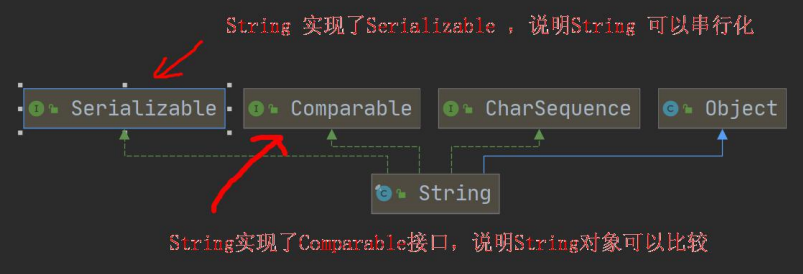 String 实现了Serializable ，说明String 可以串行化
Serializable
Comparable
CharSequence
Object
String
String实现了Comparable接口，说明String对象可以比较